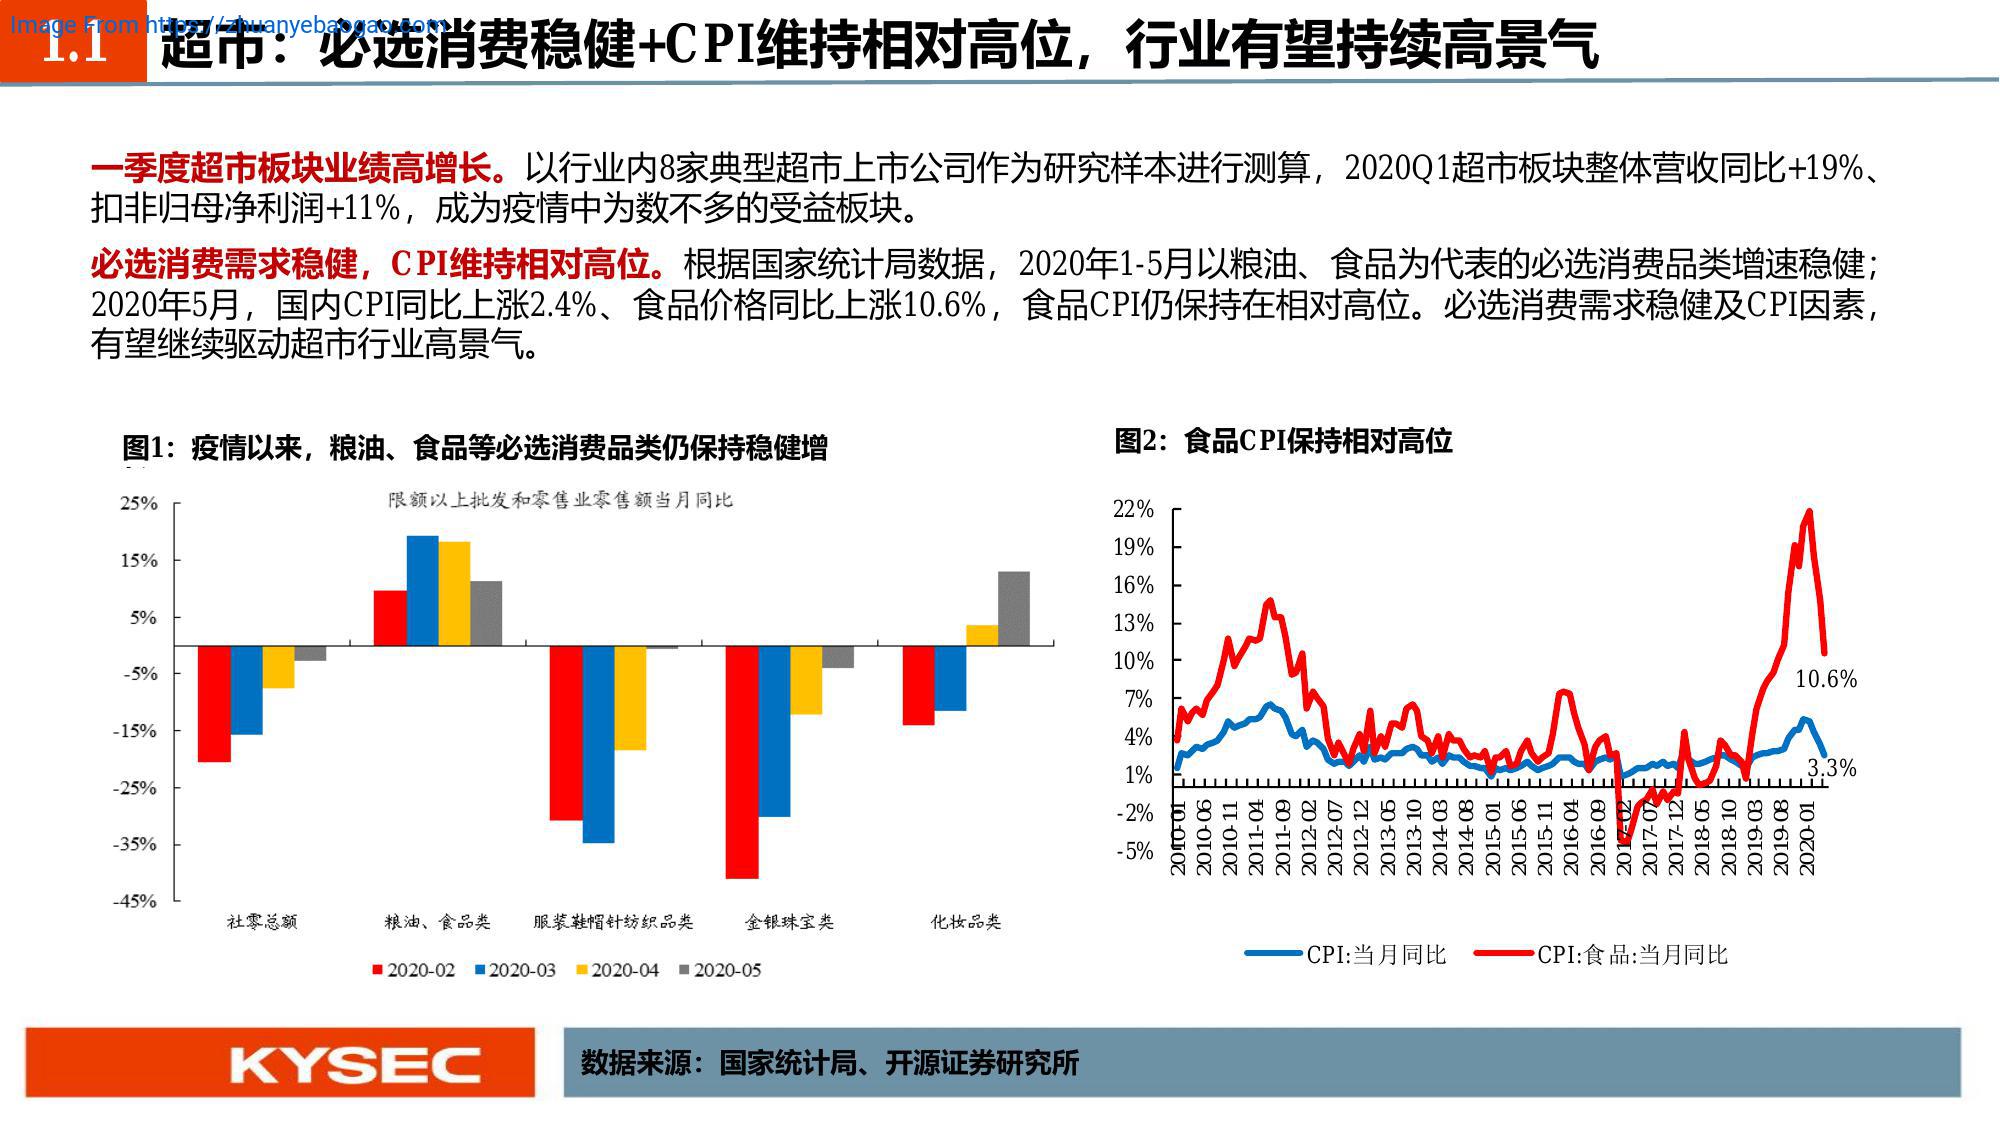 Image From https://zhuanyebaogao.com
1.1 超市：必选消费稳健+CPI维持相对高位，行业有望持续高景气
一季度超市板块业绩高增长。以行业内8家典型超市上市公司作为研究样本进行测算，2020Q1超市板块整体营收同比+19%、
扣非归母净利润+11%，成为疫情中为数不多的受益板块。
必选消费需求稳健，CPI维持相对高位。根据国家统计局数据，2020年1-5月以粮油、食品为代表的必选消费品类增速稳健；
2020年5月，国内CPI同比上涨2.4%、食品价格同比上涨10.6%，食品CPI仍保持在相对高位。必选消费需求稳健及CPI因素，
有望继续驱动超市行业高景气。
图1：疫情以来，粮油、食品等必选消费品类仍保持稳健增
限额以上批发和零售业零售额当月同比
25%
15%
5%
-5%
-15%
-25%
-35%
-45%
社零总额 粮油、食品类 服装鞋帽针纺织品类 金银珠宝类 化妆品类
2020-02 2020-03 2020-04 2020-05
图2：食品CPI保持相对高位
22%
19%
16%
13%
10%
7%
4%
1%
-2%
-5%
10.6%
3.3%
2010-01 2010-06 2010-11 2011-04 2011-09 2012-02 2012-07 2012-12 2013-05 2013-10 2014-03 2014-08 2015-01 2015-06 2015-11 2016-04 2016-09 2017-02 2017-07 2017-12 2018-05 2018-10 2019-03 2019-08 2020-01
CPI:当月同比 CPI:食品:当月同比
KYSEC
数据来源：国家统计局、开源证券研究所